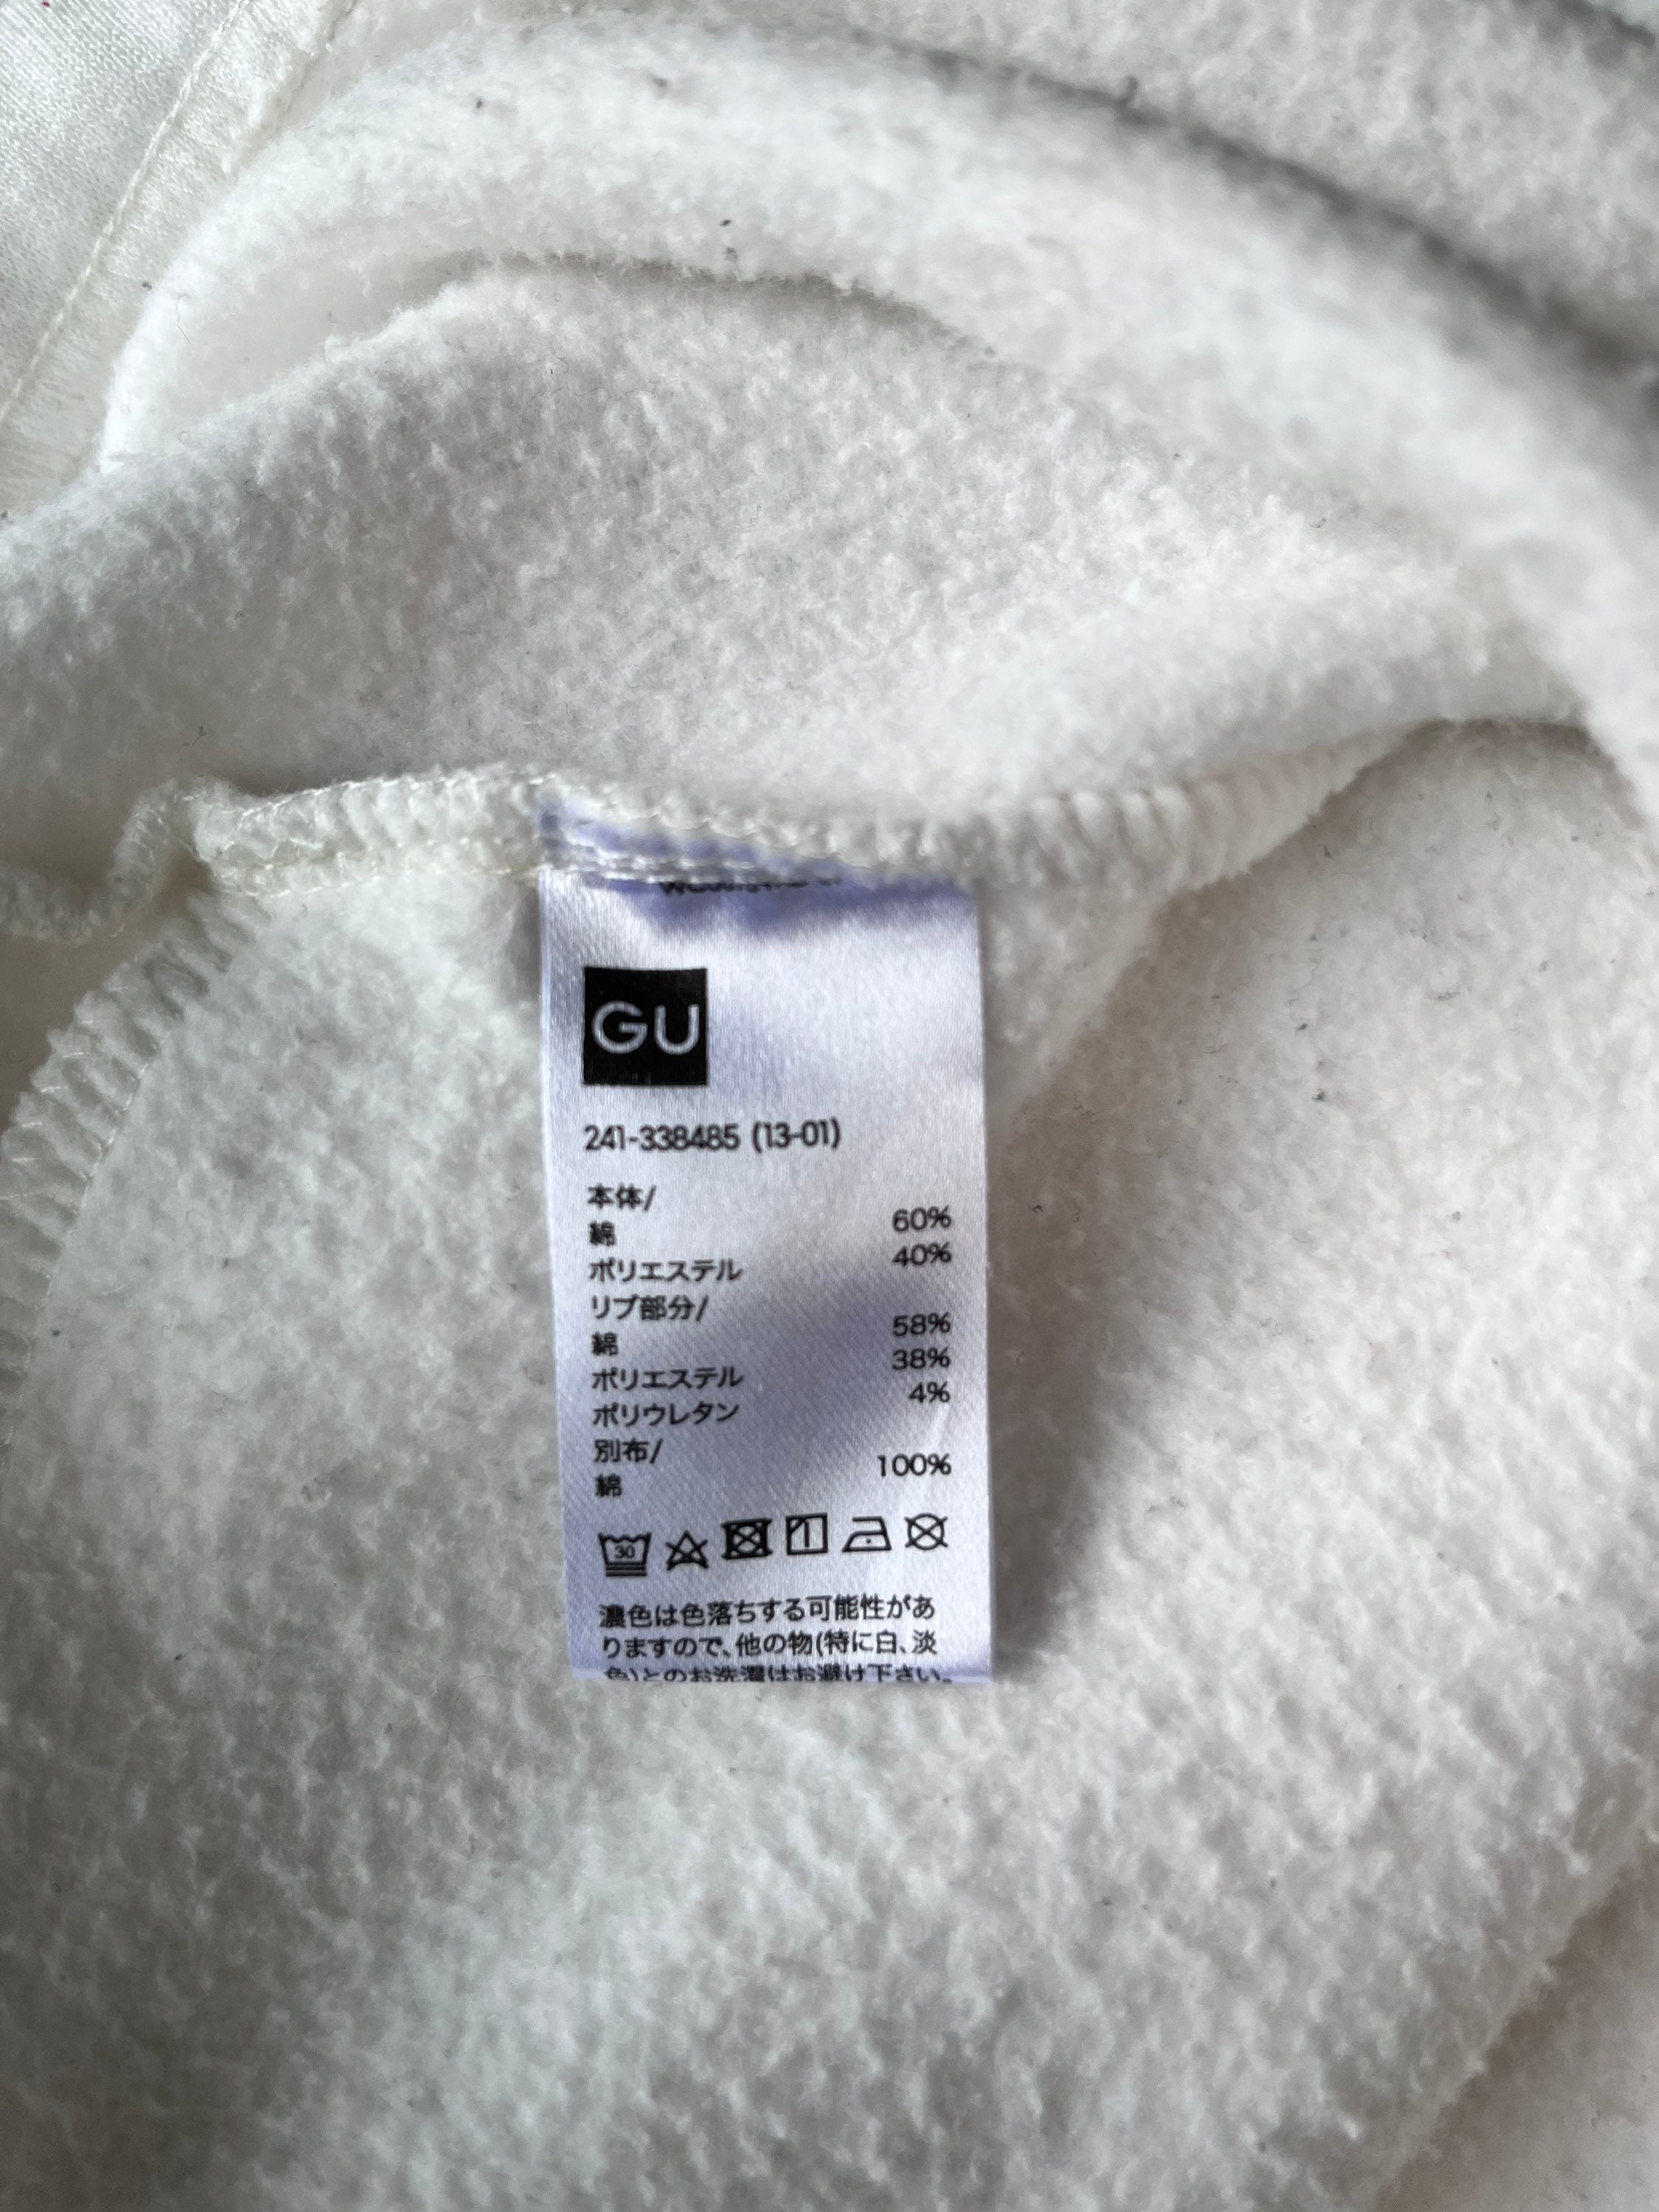 GU
241-338485 (13-01)
本体/
綿 60%
ポリエステル 40%
リブ部分/
綿 58%
ポリエステル 38%
ポリウレタン 4%
別布/
綿 100%
30
濃色は色落ちする可能性があ
りますので、他の物(特に白、淡
色)とのお洗濯はお避け下さい。